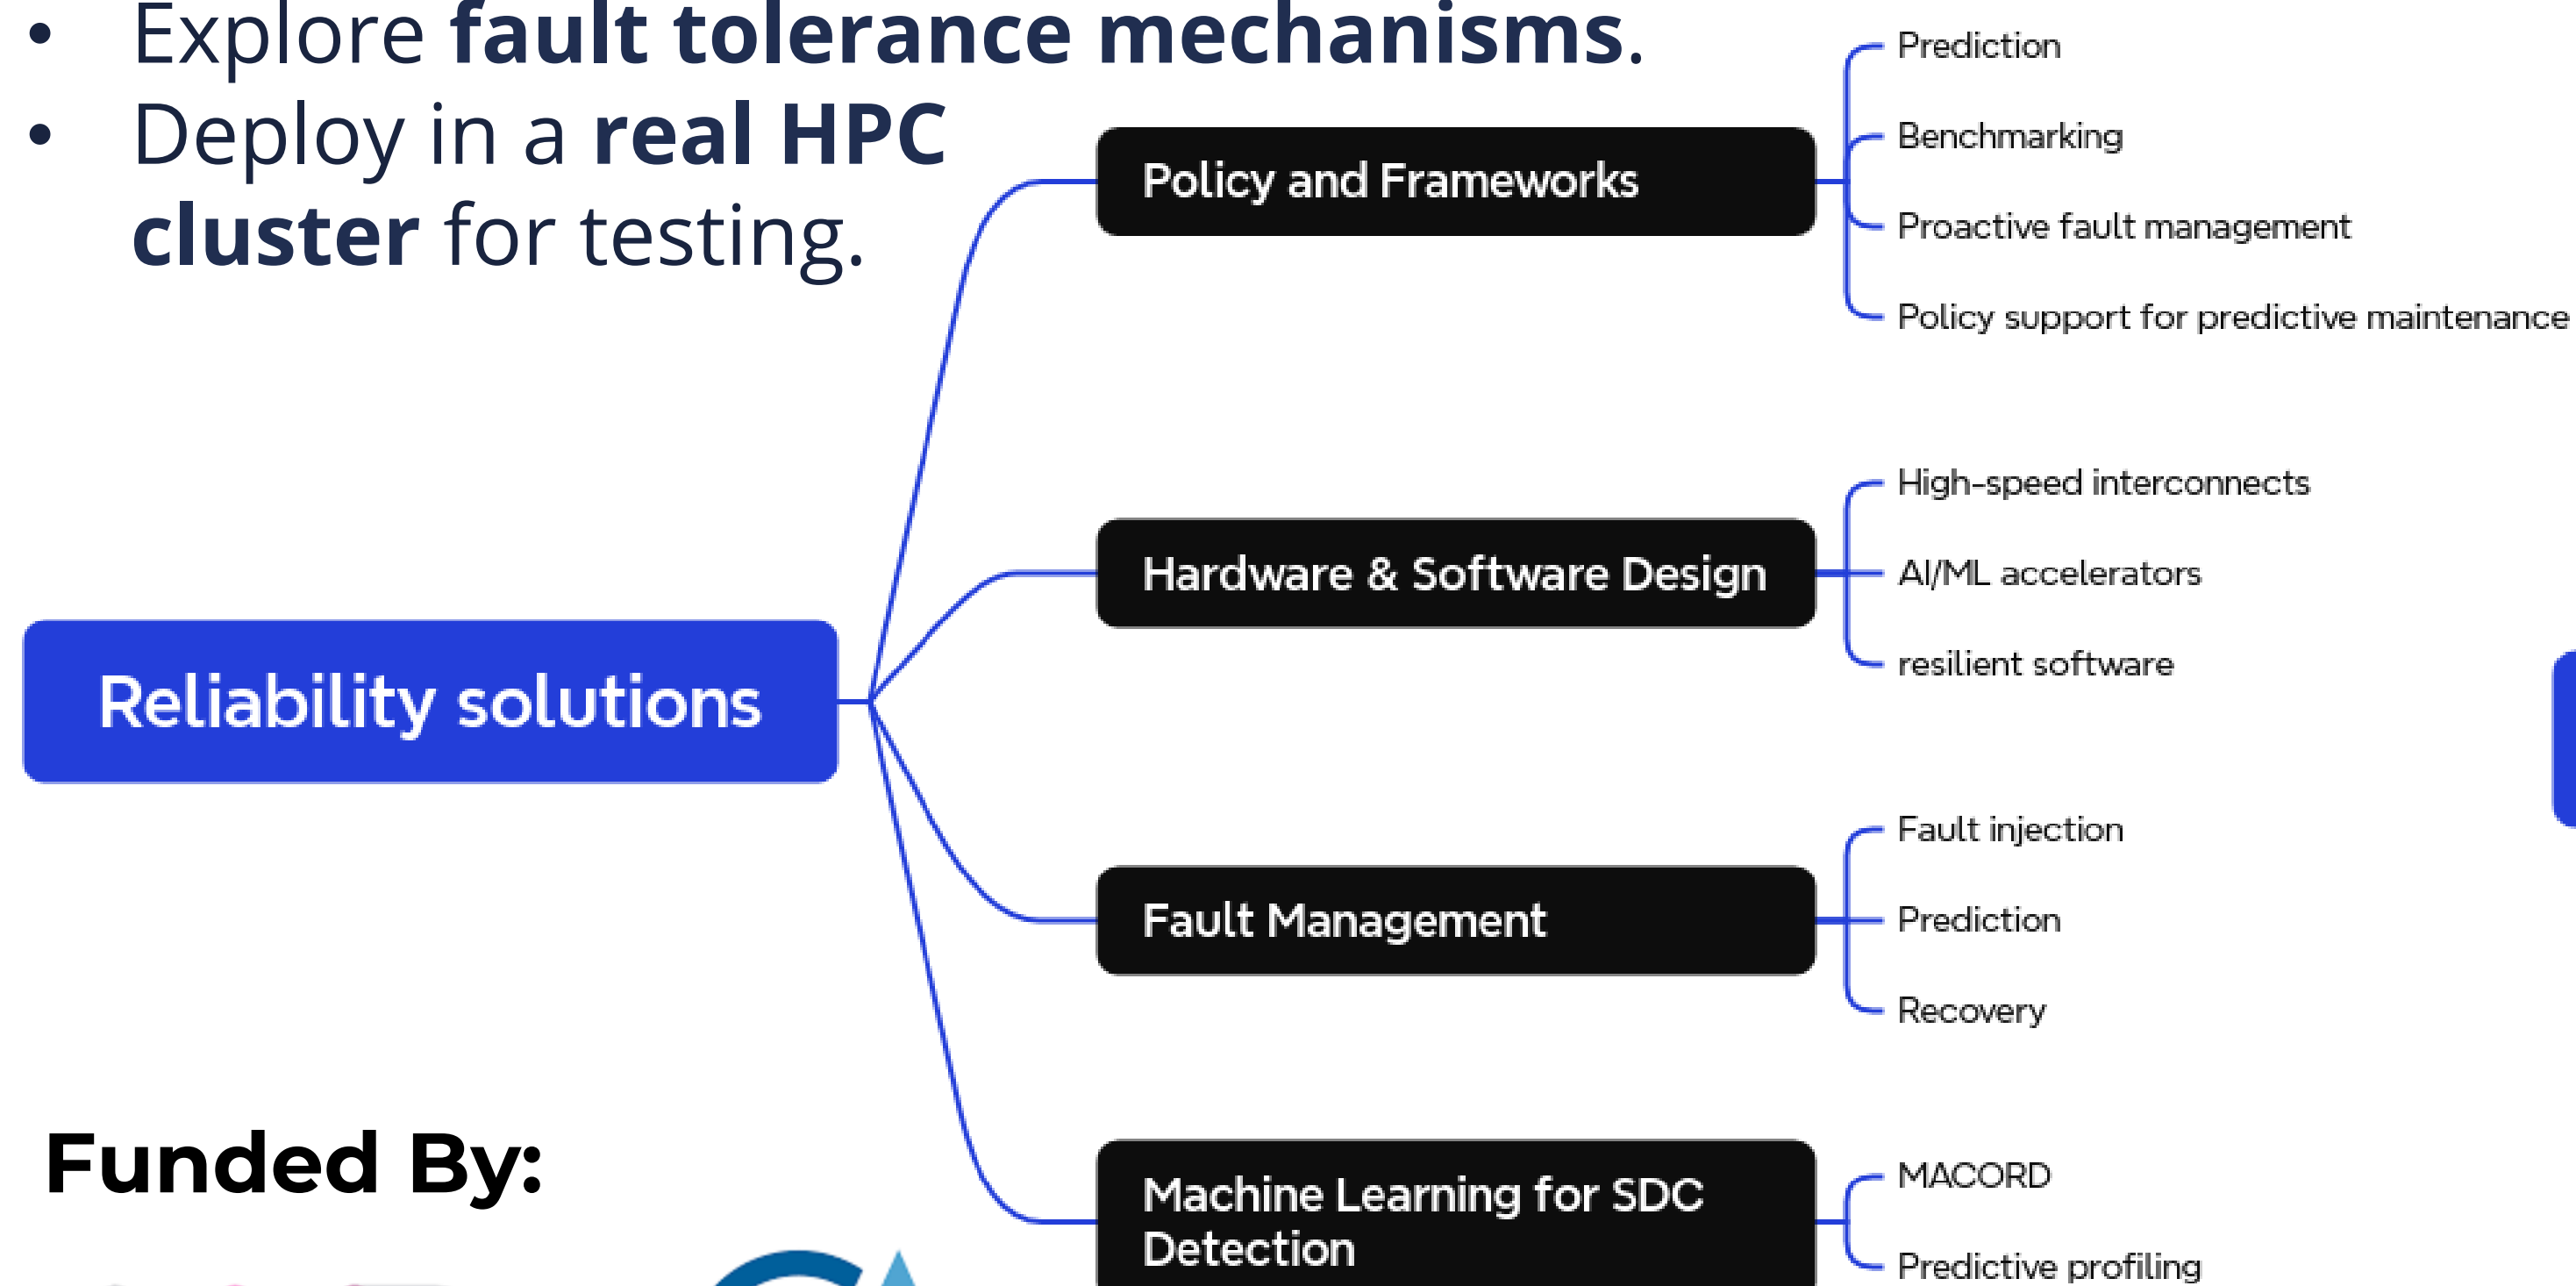 • Explore fault tolerance mechanisms.
• Deploy in a real HPC
cluster for testing.
Reliability solutions
Policy and Frameworks
Prediction
Benchmarking
Proactive fault management
Policy support for predictive maintenance
Hardware & Software Design
High-speed interconnects
AI/ML accelerators
resilient software
Fault Management
Fault injection
Prediction
Recovery
Machine Learning for SDC
Detection
MACORD
Predictive profiling
Funded By: